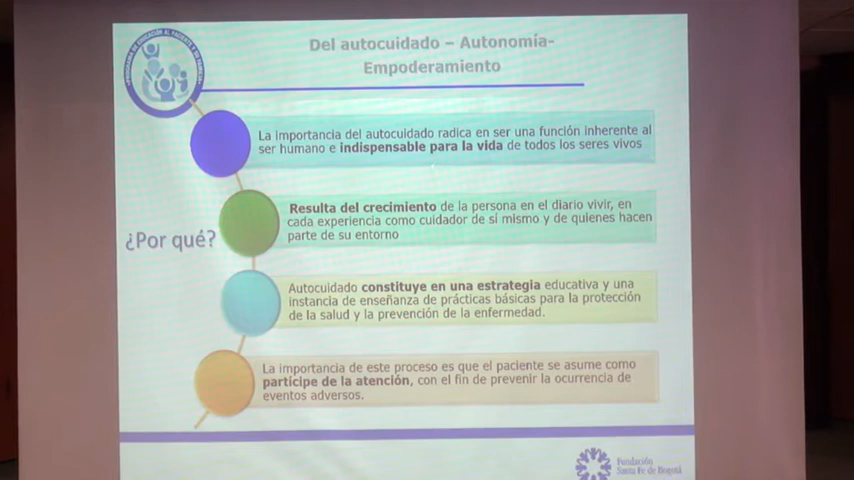 Del autocuidado – Autonomía-
Empoderamiento
La importancia del autocuidado radica en ser una función inherente al
ser humano e indispensable para la vida de todos los seres vivos
¿Por qué?
Resulta del crecimiento de la persona en el diario vivir, en
cada experiencia como cuidador de si mismo y de quienes hacen
parte de su entorno
Autocuidado constituye en una estrategia educativa y una
instancia de enseñanza de prácticas básicas para la protección
de la salud y la prevención de la enfermedad.
La importancia de este proceso es que el paciente se asume como
partícipe de la atención, con el fin de prevenir la ocurrencia de
eventos adversos.
Fundación
Santa Fe de Bogotá